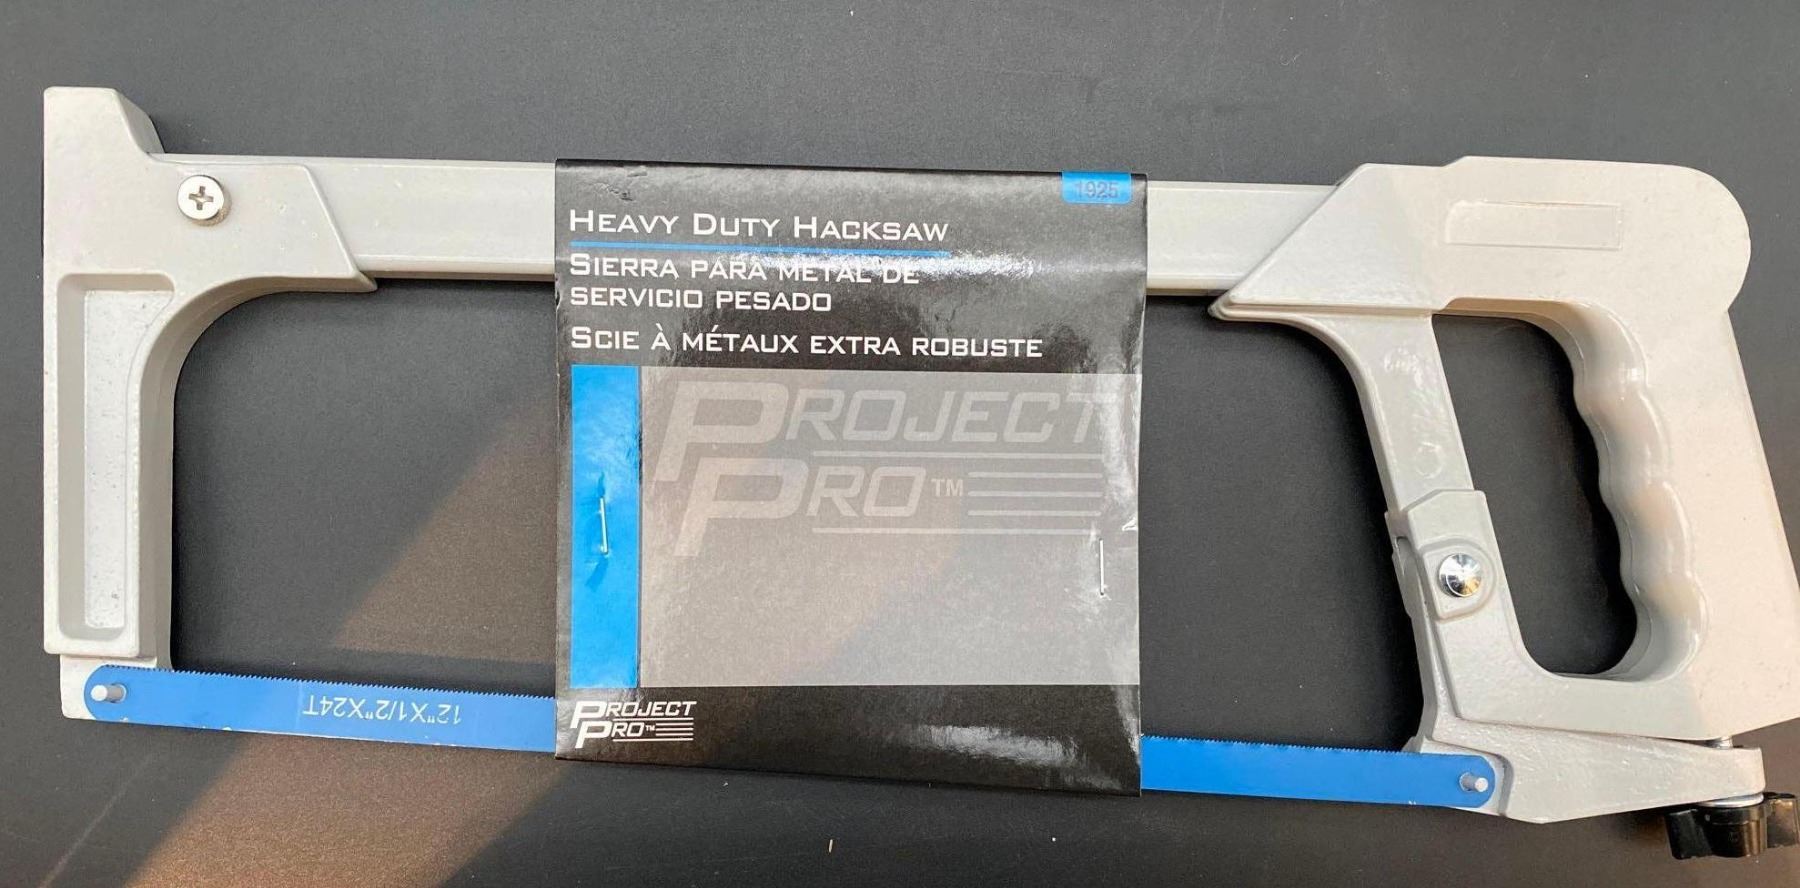 1925
HEAVY DUTY HACKSAW
SIERRA PARA METAL DE
SERVICIO PESADO
SCIE À MÉTAUX EXTRA ROBUSTE
PROJECT
PRO™
PROJECT
PRO™
12"X1/2"X24T